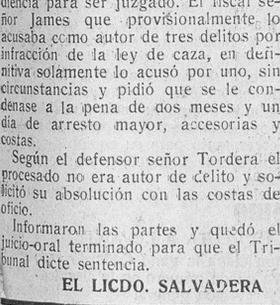 diencia para ser juzgado. El fiscal se-
ñor James que provisionalmente lo
acusaba como autor de tres delitos por
infracción de la ley de caza, en defi-
nitiva solámente lo acusó por uno, sin
circunstancias y pidió que se le con-
denase a la pena de dos meses y un
día de arresto mayor, accesorias y
costas.
Según el defensor señor Tordera el
procesado no era autor de delito y so-
licitó su absolución con las costas de
oficio.
Informaron las partes y quedó el
juicio-oral terminado para que el Tri-
bunal dicte sentencia.
EL LICDO. SALVADERA